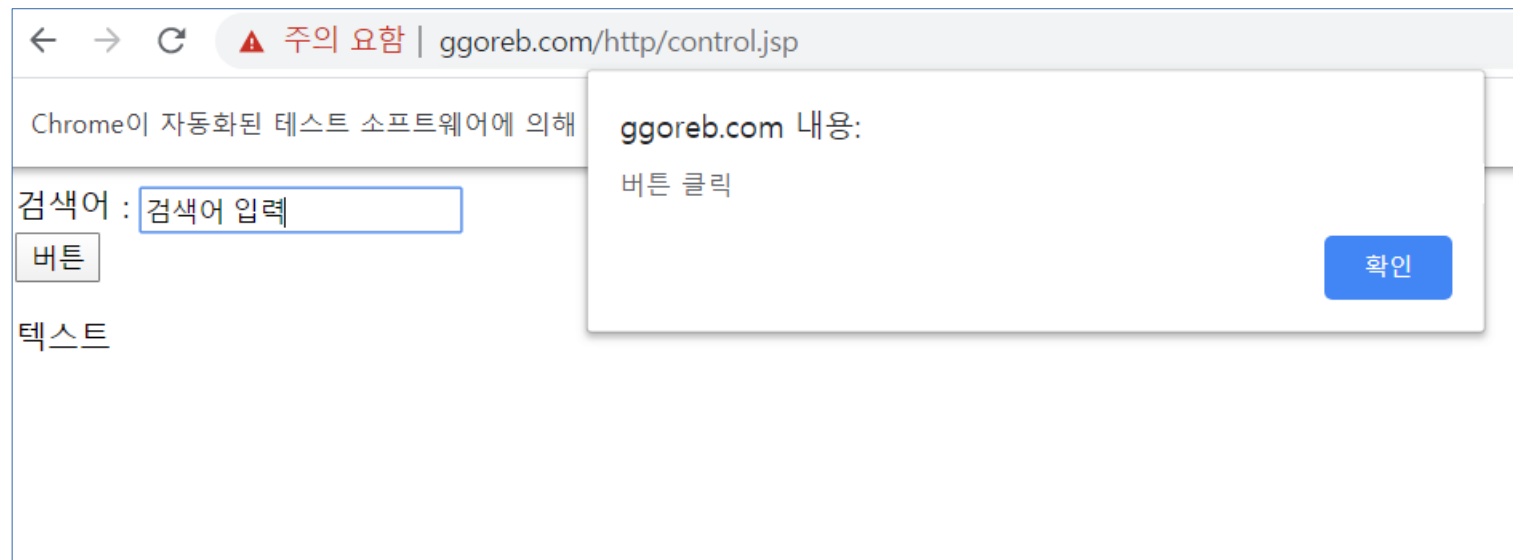 주의 요함 | ggoreb.com/http/control.jsp
Chrome이 자동화된 테스트 소프트웨어에 의해
ggoreb.com 내용:
버튼 클릭
확인
검색어 : 검색어 입력
버튼
텍스트